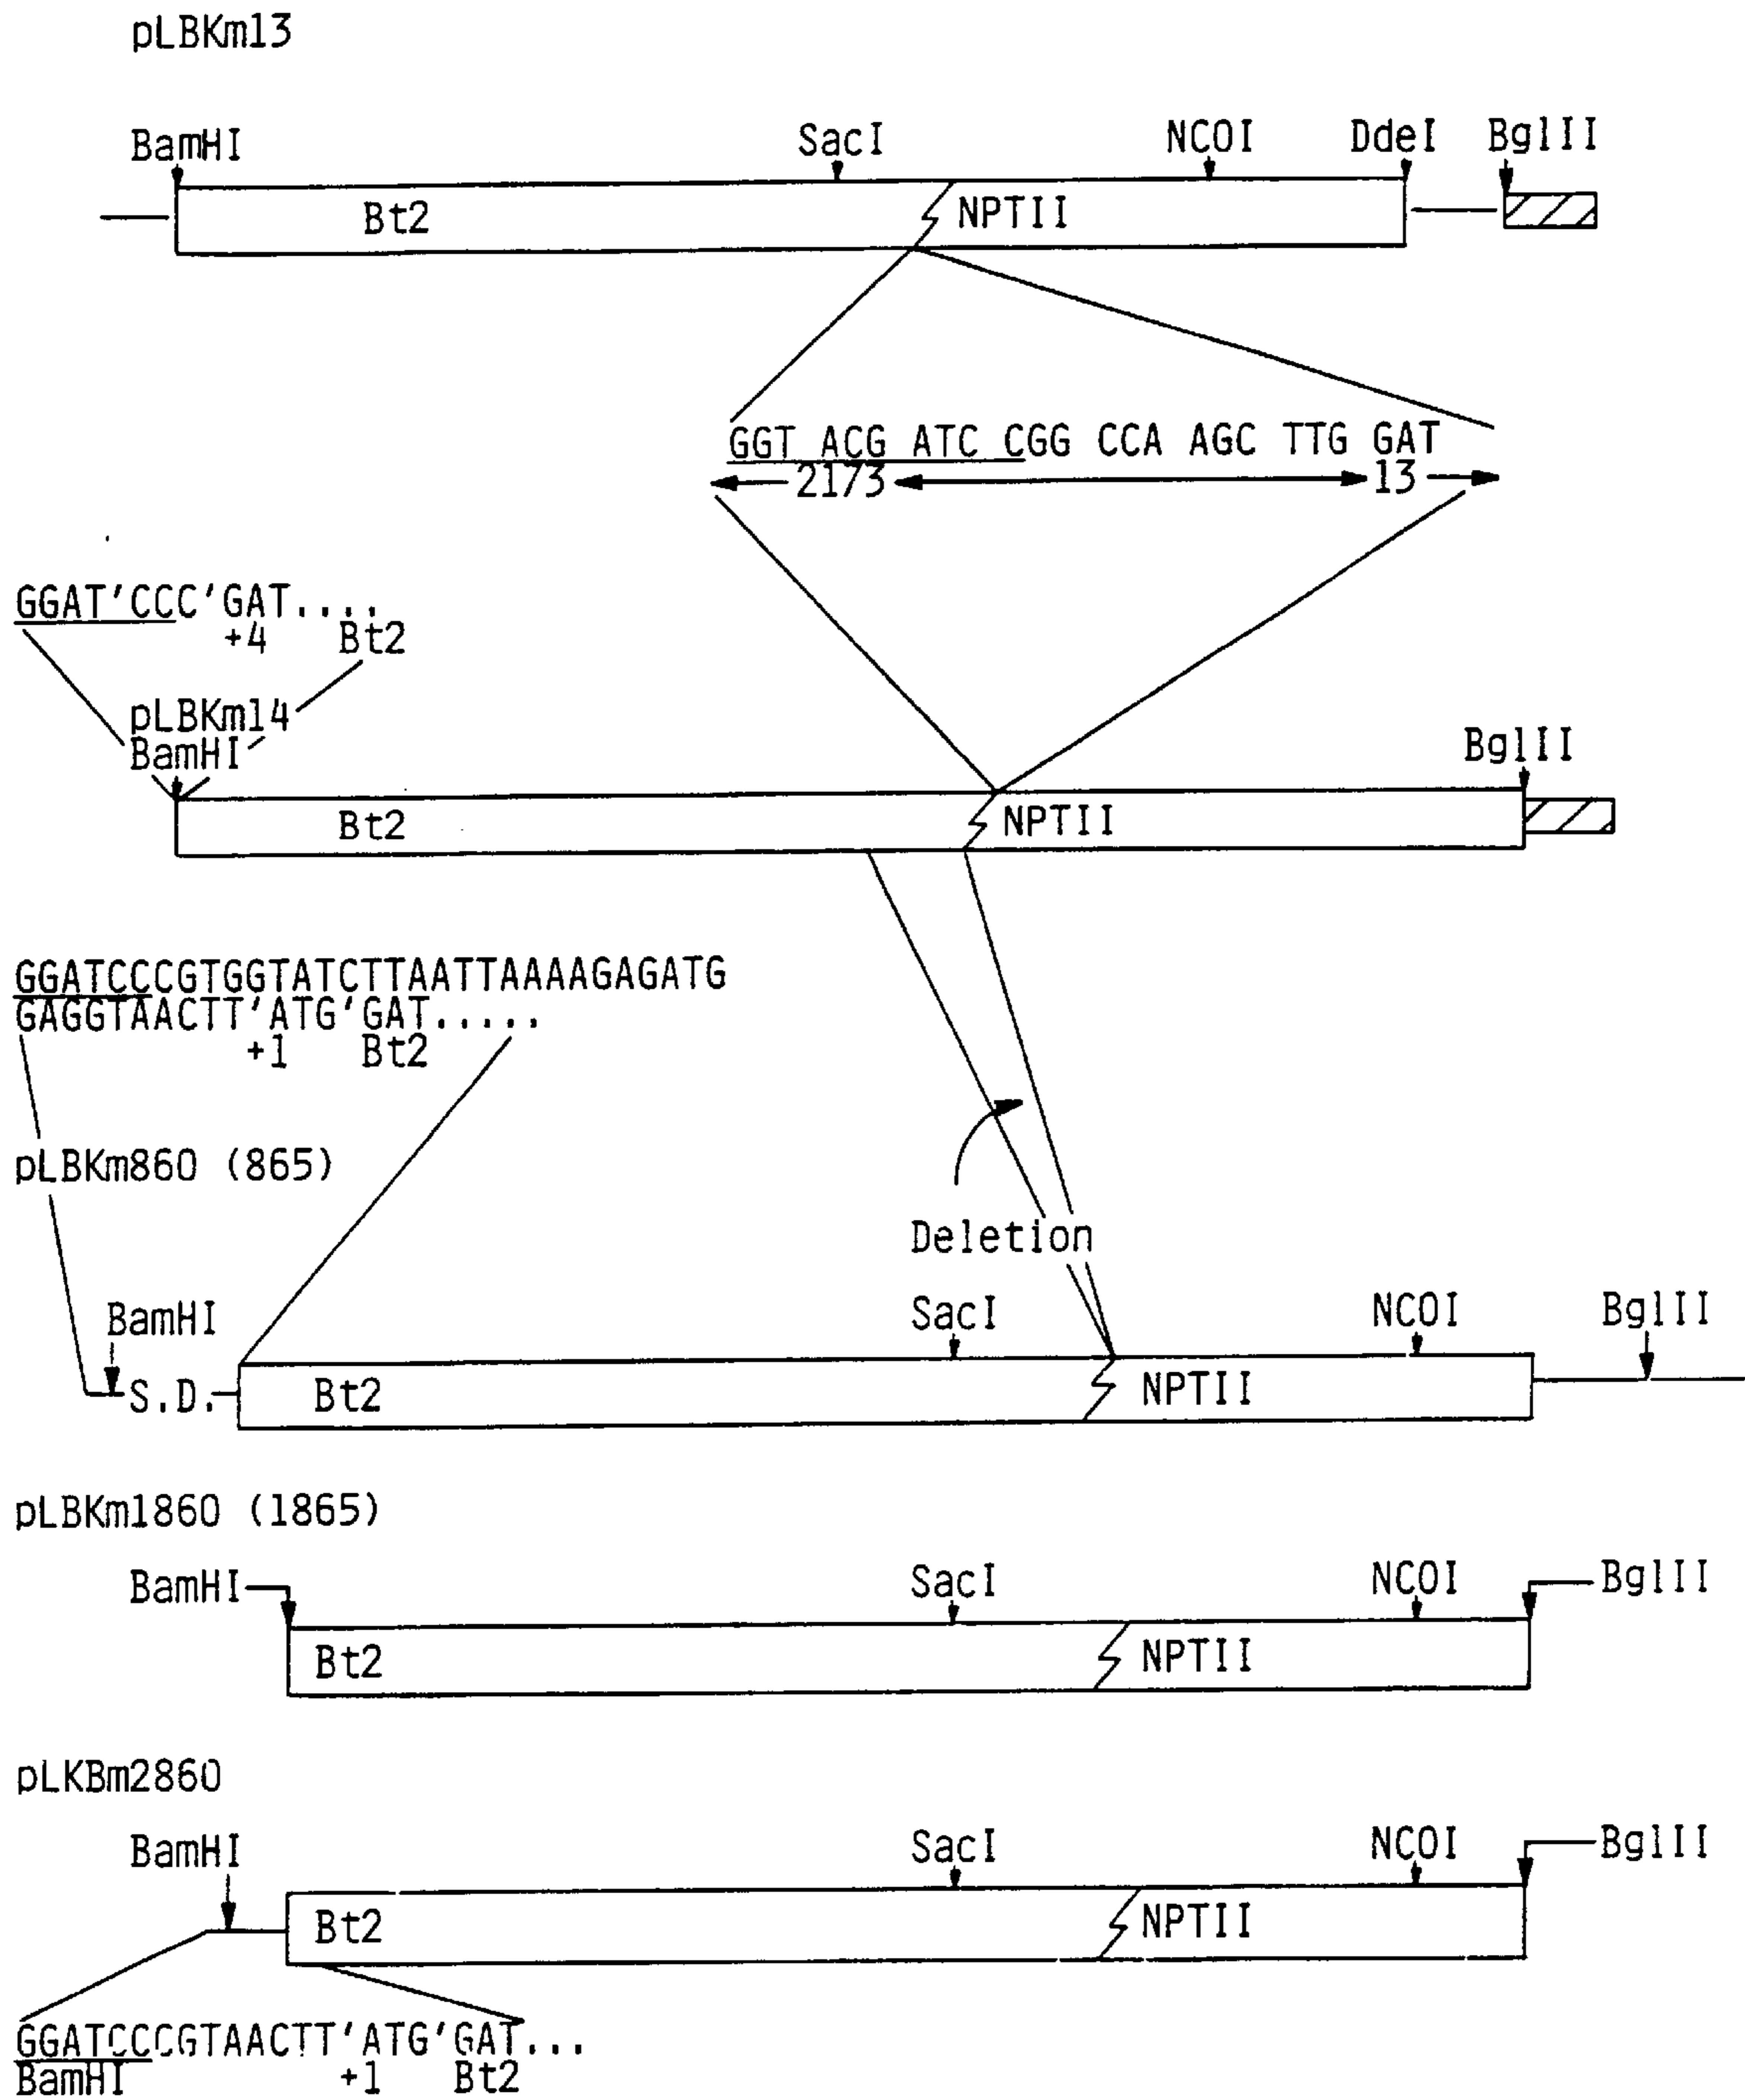 pLBKm13
BamHI SacI NCOI DdeI BglII
Bt2 NPTII
GGT ACG ATC CGG CCA AGC TTG GAT
2173 13
GGAT'CCC'GAT....
+4 Bt2
pLBKm14
BamHI BglII
Bt2 NPTII
GGATCCCGTGGTATCTTAATTAAAAGAGATG
GAGGTAACTT'ATG'GAT.....
+1 Bt2
pLBKm860 (865)
Deletion
BamHI SacI NCOI BglII
S.D. Bt2 NPTII
pLBKm1860 (1865)
BamHI SacI NCOI BglII
Bt2 NPTII
pLKBm2860
BamHI SacI NCOI BglII
Bt2 NPTII
GGATCCCGTAACTT'ATG'GAT...
BamHI +1 Bt2